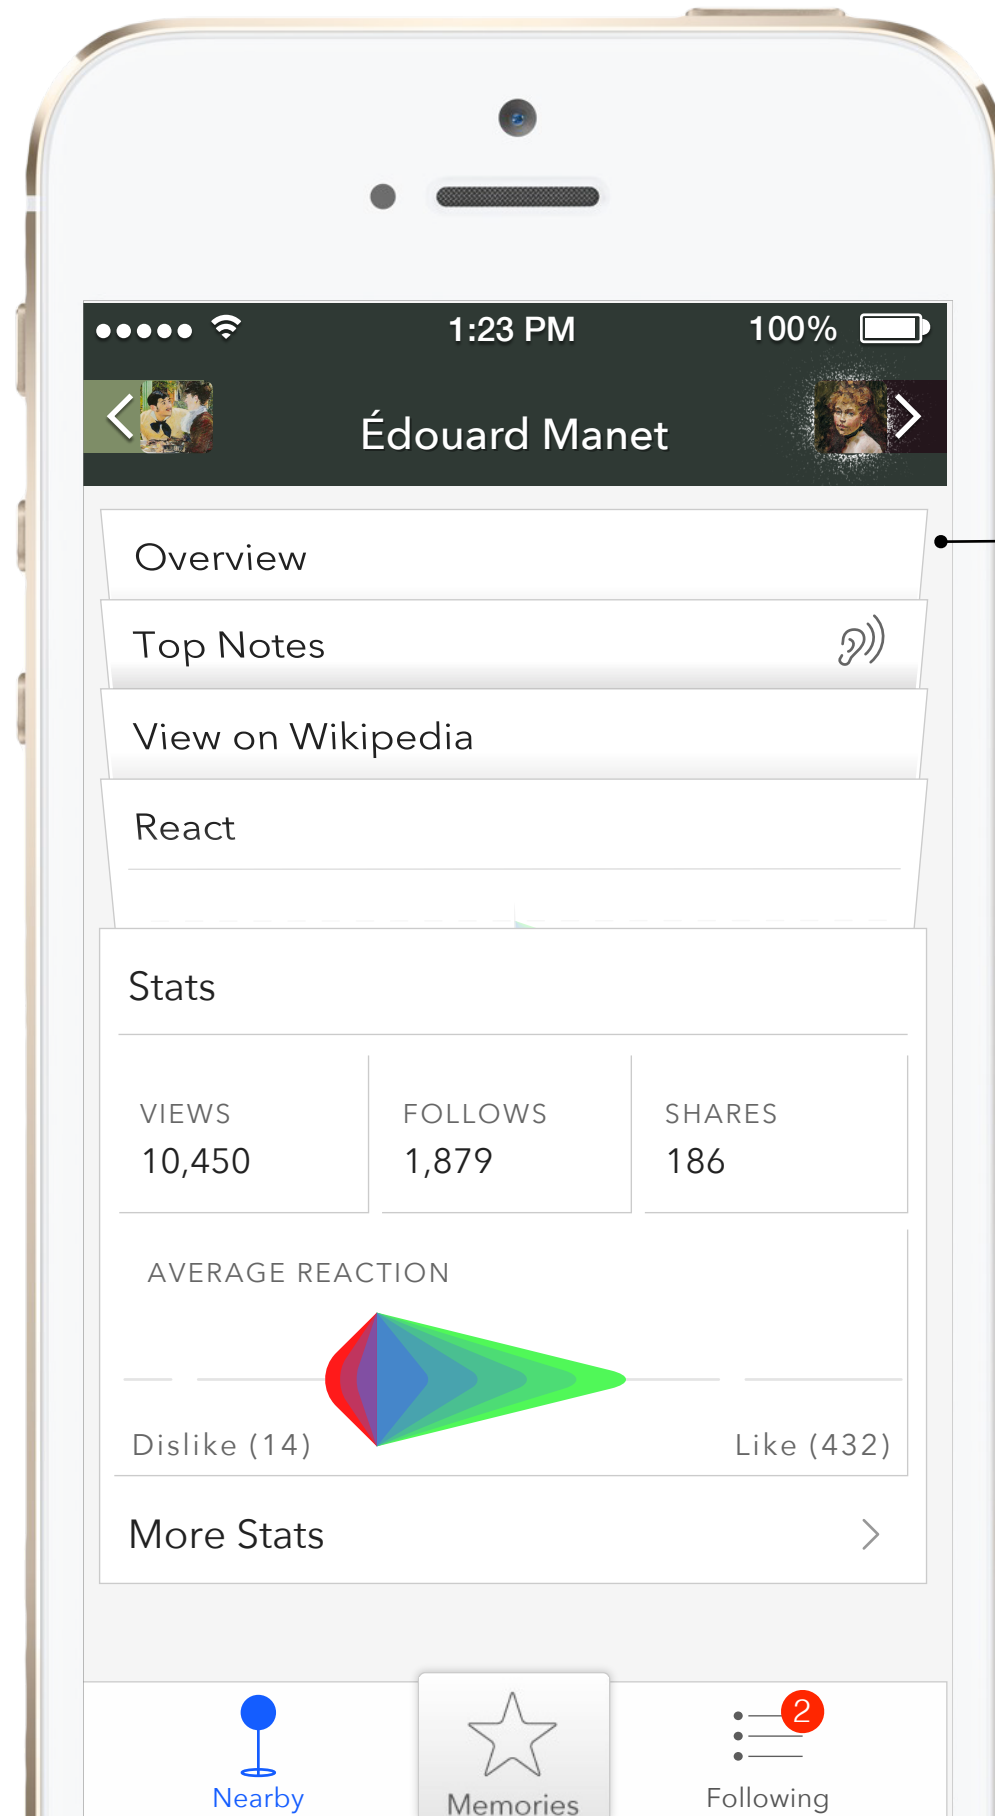 1:23 PM 100%
Édouard Manet
Overview
Top Notes
View on Wikipedia
React
Stats
VIEWS FOLLOWS SHARES
10,450 1,879 186
AVERAGE REACTION
Dislike (14) Like (432)
More Stats
2
Nearby Memories Following